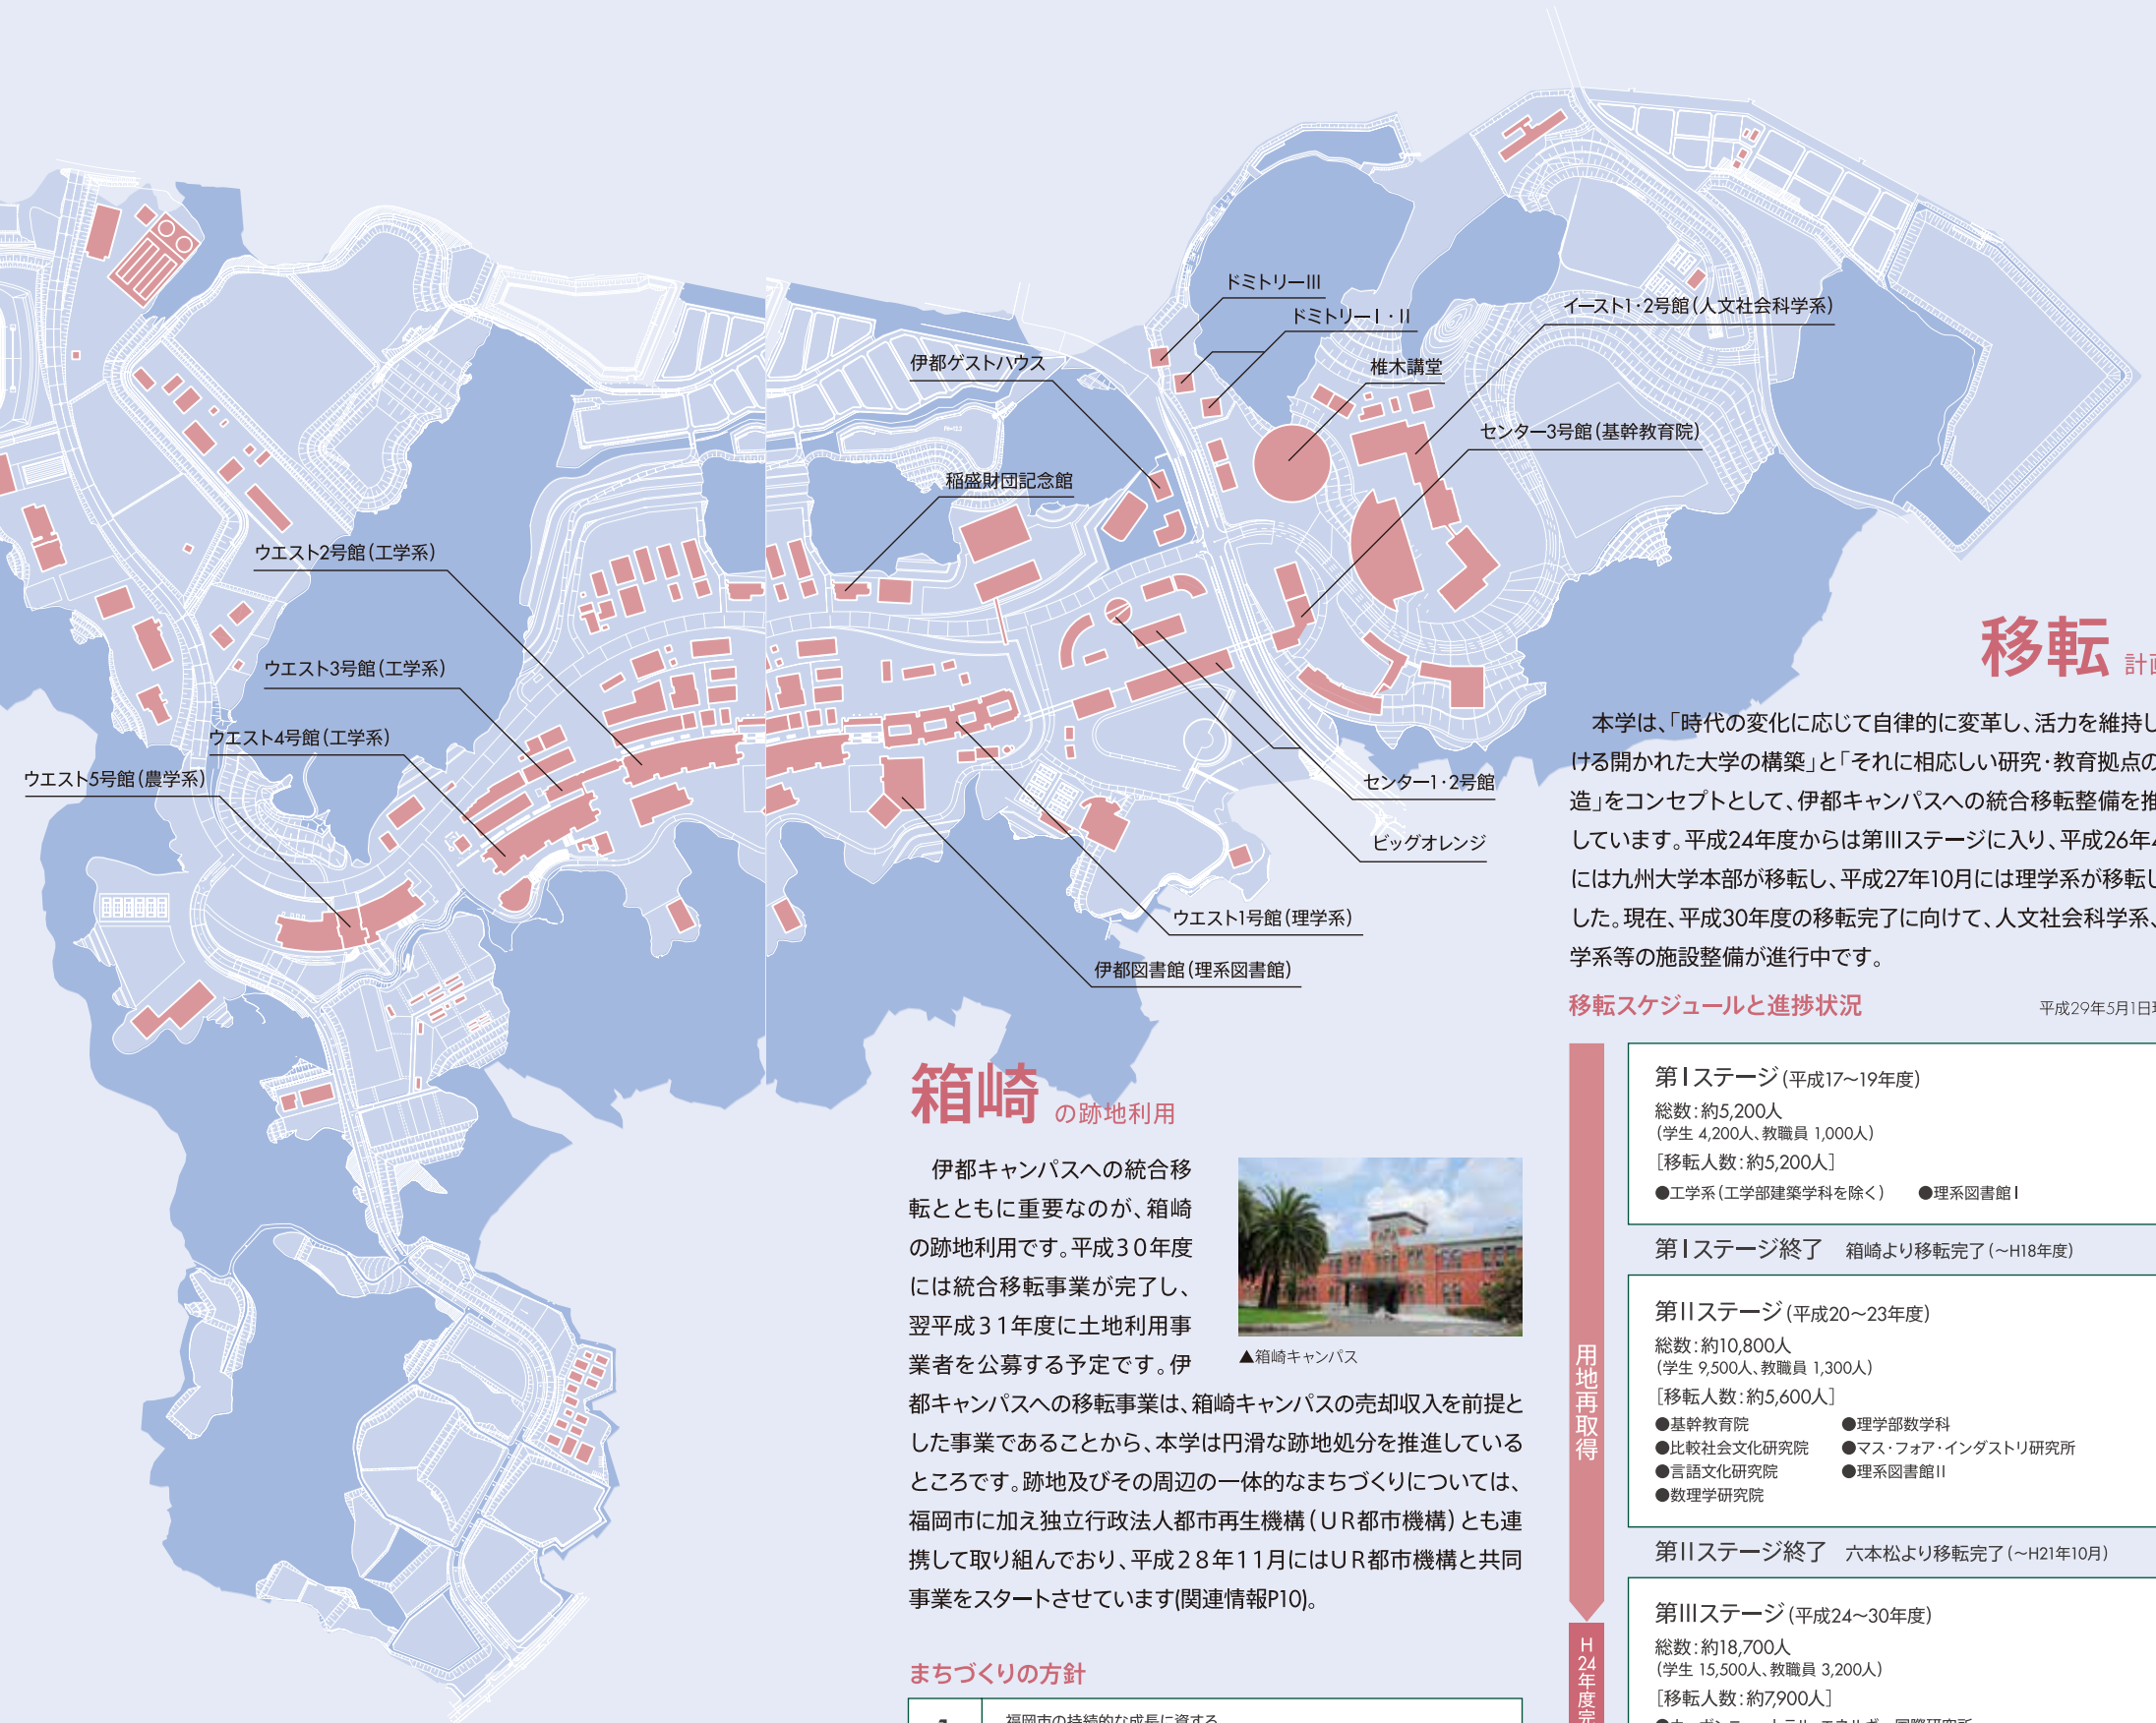 ドミトリーIII
ドミトリーI・II
イースト1・2号館（人文社会科学系）
伊都ゲストハウス
椎木講堂
センター3号館（基幹教育院）
稲盛財団記念館
ウエスト2号館（工学系）
ウエスト3号館（工学系）
ウエスト4号館（工学系）
ウエスト5号館（農学系）
センター1・2号館
ビッグオレンジ
ウエスト1号館（理学系）
伊都図書館（理系図書館）
箱崎 の跡地利用
伊都キャンパスへの統合移
転とともに重要なのが、箱崎
の跡地利用です。平成３０年度
には統合移転事業が完了し、
翌平成３１年度に土地利用事
業者を公募する予定です。伊
都キャンパスへの移転事業は、箱崎キャンパスの売却収入を前提と
した事業であることから、本学は円滑な跡地処分を推進している
ところです。跡地及びその周辺の一体的なまちづくりについては、
福岡市に加え独立行政法人都市再生機構（ＵＲ都市機構）とも連
携して取り組んでおり、平成２８年１１月にはＵＲ都市機構と共同
事業をスタートさせています(関連情報P10)。
▲箱崎キャンパス
まちづくりの方針
福岡市の持続的な成長に資する
移転 計
本学は、「時代の変化に応じて自律的に変革し、活力を維持し
ける開かれた大学の構築」と「それに相応しい研究・教育拠点の
造」をコンセプトとして、伊都キャンパスへの統合移転整備を推
しています。平成24年度からは第IIIステージに入り、平成26年
には九州大学本部が移転し、平成27年10月には理学系が移転し
した。現在、平成30年度の移転完了に向けて、人文社会科学系、
学系等の施設整備が進行中です。
移転スケジュールと進捗状況
平成29年5月1日
用地再取得
H24年度完
第Iステージ（平成17～19年度）
総数：約5,200人
（学生 4,200人、教職員 1,000人）
［移転人数：約5,200人］
●工学系（工学部建築学科を除く） ●理系図書館I
第Iステージ終了 箱崎より移転完了（～H18年度）
第IIステージ（平成20～23年度）
総数：約10,800人
（学生 9,500人、教職員 1,300人）
［移転人数：約5,600人］
●基幹教育院 ●理学部数学科
●比較社会文化研究院 ●マス・フォア・インダストリ研究所
●言語文化研究院 ●理系図書館II
●数理学研究院
第IIステージ終了 六本松より移転完了（～H21年10月）
第IIIステージ（平成24～30年度）
総数：約18,700人
（学生 15,500人、教職員 3,200人）
［移転人数：約7,900人］